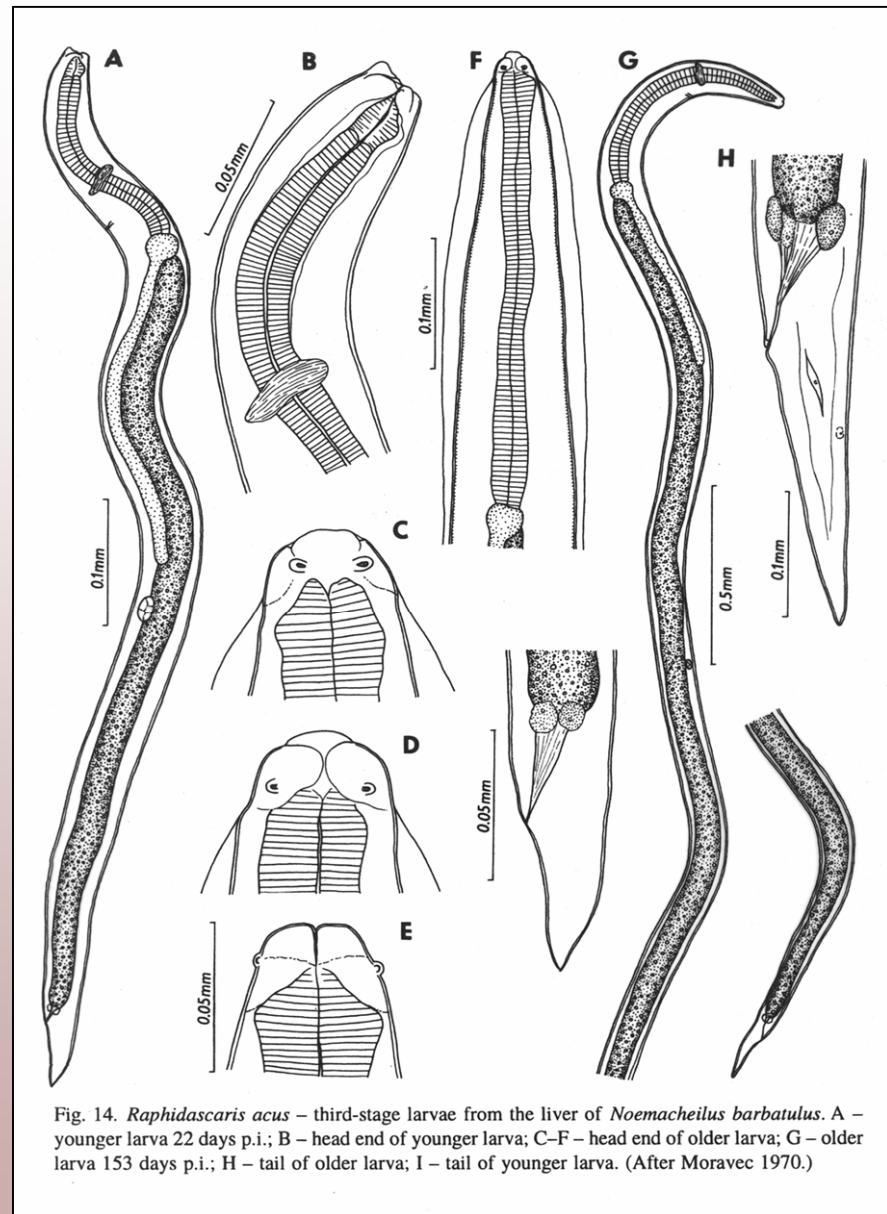 A
B
F
G
H
0.05mm
0.1mm
C
0.1mm
0.5mm
0.1mm
D
0.05mm
E
0.05mm
Fig. 14. Raphidascaris acus – third-stage larvae from the liver of Noemacheilus barbatulus. A –
younger larva 22 days p.i.; B – head end of younger larva; C–F – head end of older larva; G – older
larva 153 days p.i.; H – tail of older larva; I – tail of younger larva. (After Moravec 1970.)